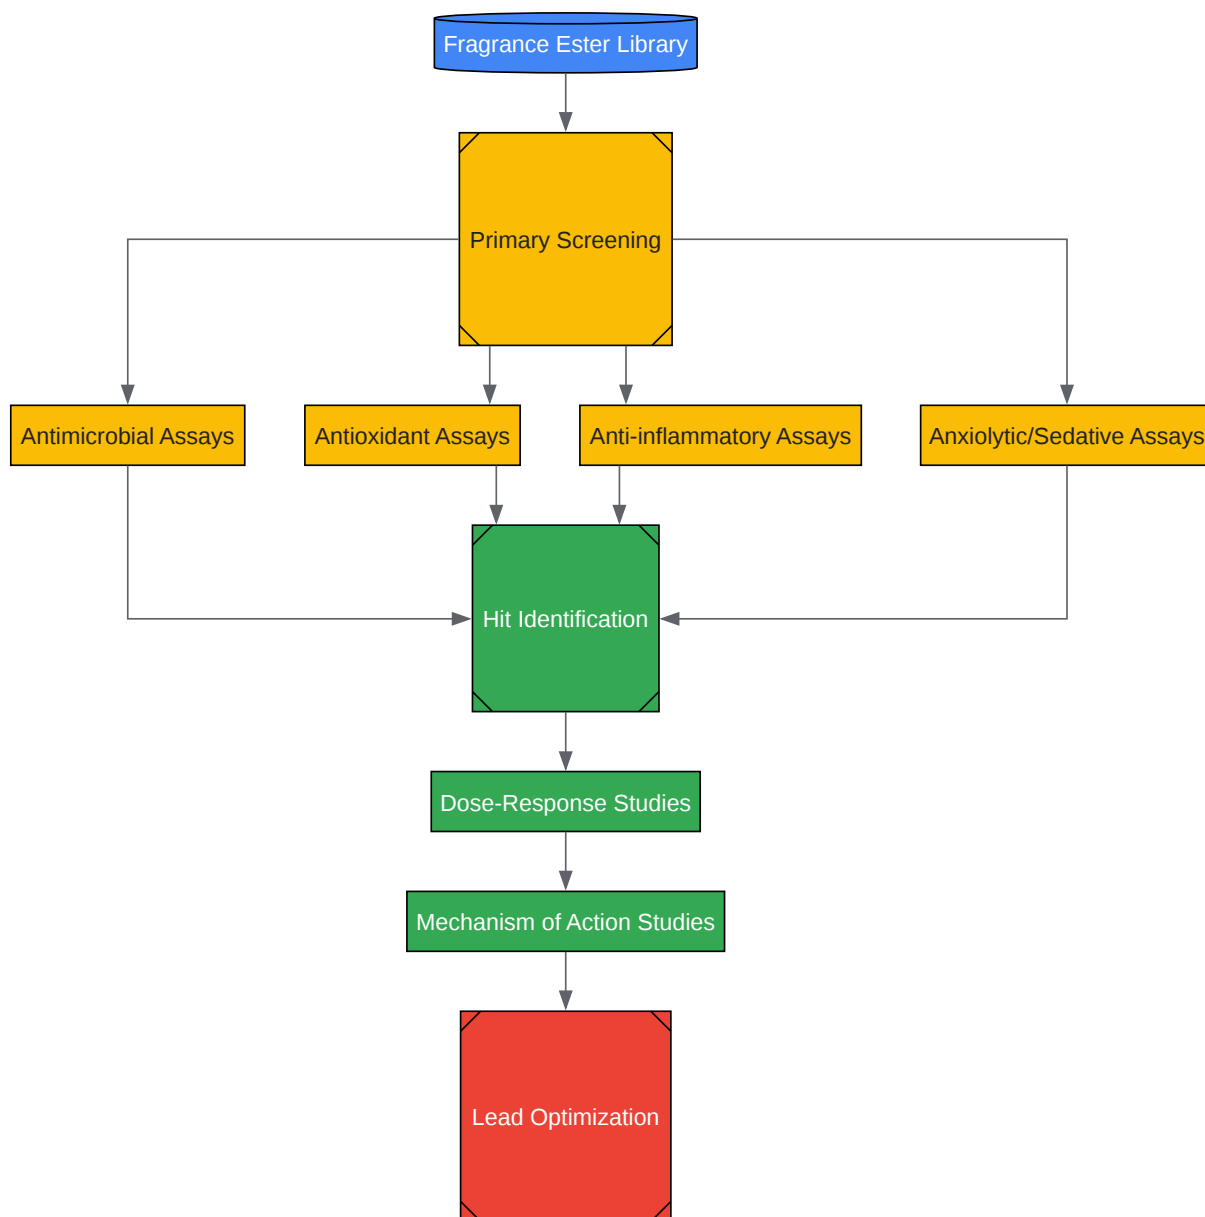 Fragrance Ester Library
Primary Screening
Antimicrobial Assays
Antioxidant Assays
Anti-inflammatory Assays
Anxiolytic/Sedative Assays
Hit Identification
Dose-Response Studies
Mechanism of Action Studies
Lead Optimization